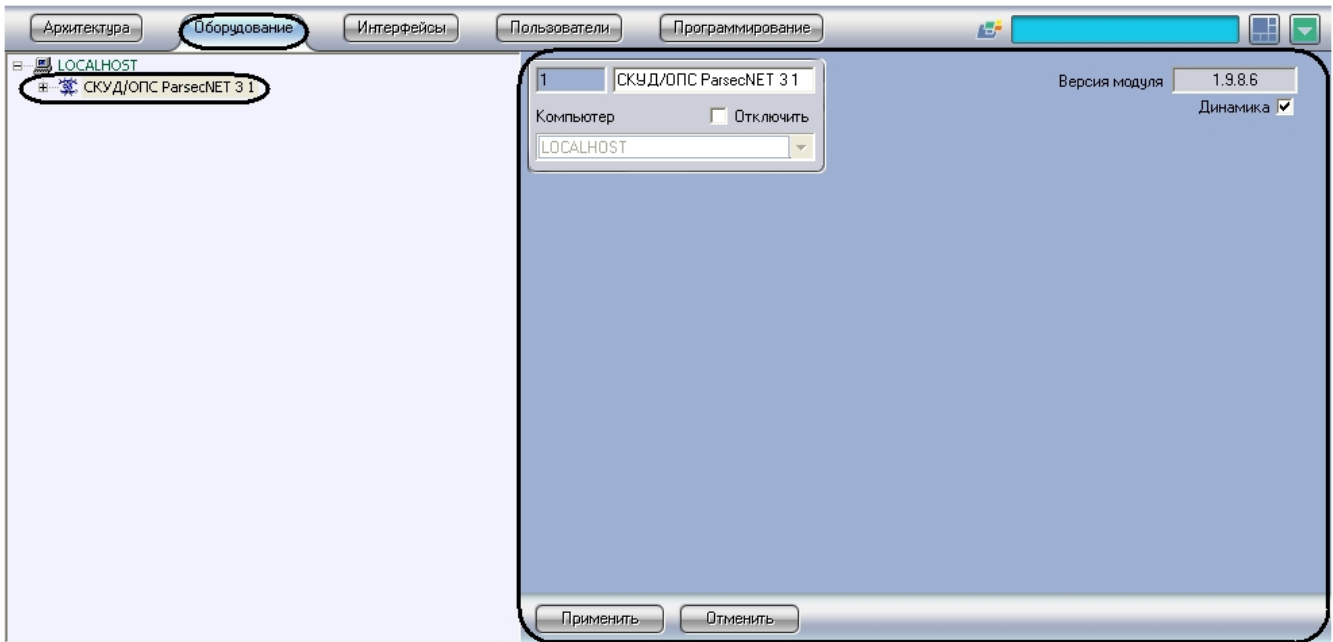 Архитектура Оборудование Интерфейсы Пользователи Программирование
LOCALHOST
СКУД/ОПС ParsecNET 3 1
1 СКУД/ОПС ParsecNET 3 1
Версия модуля 1.9.8.6
Динамика
Компьютер Отключить
LOCALHOST
Применить Отменить